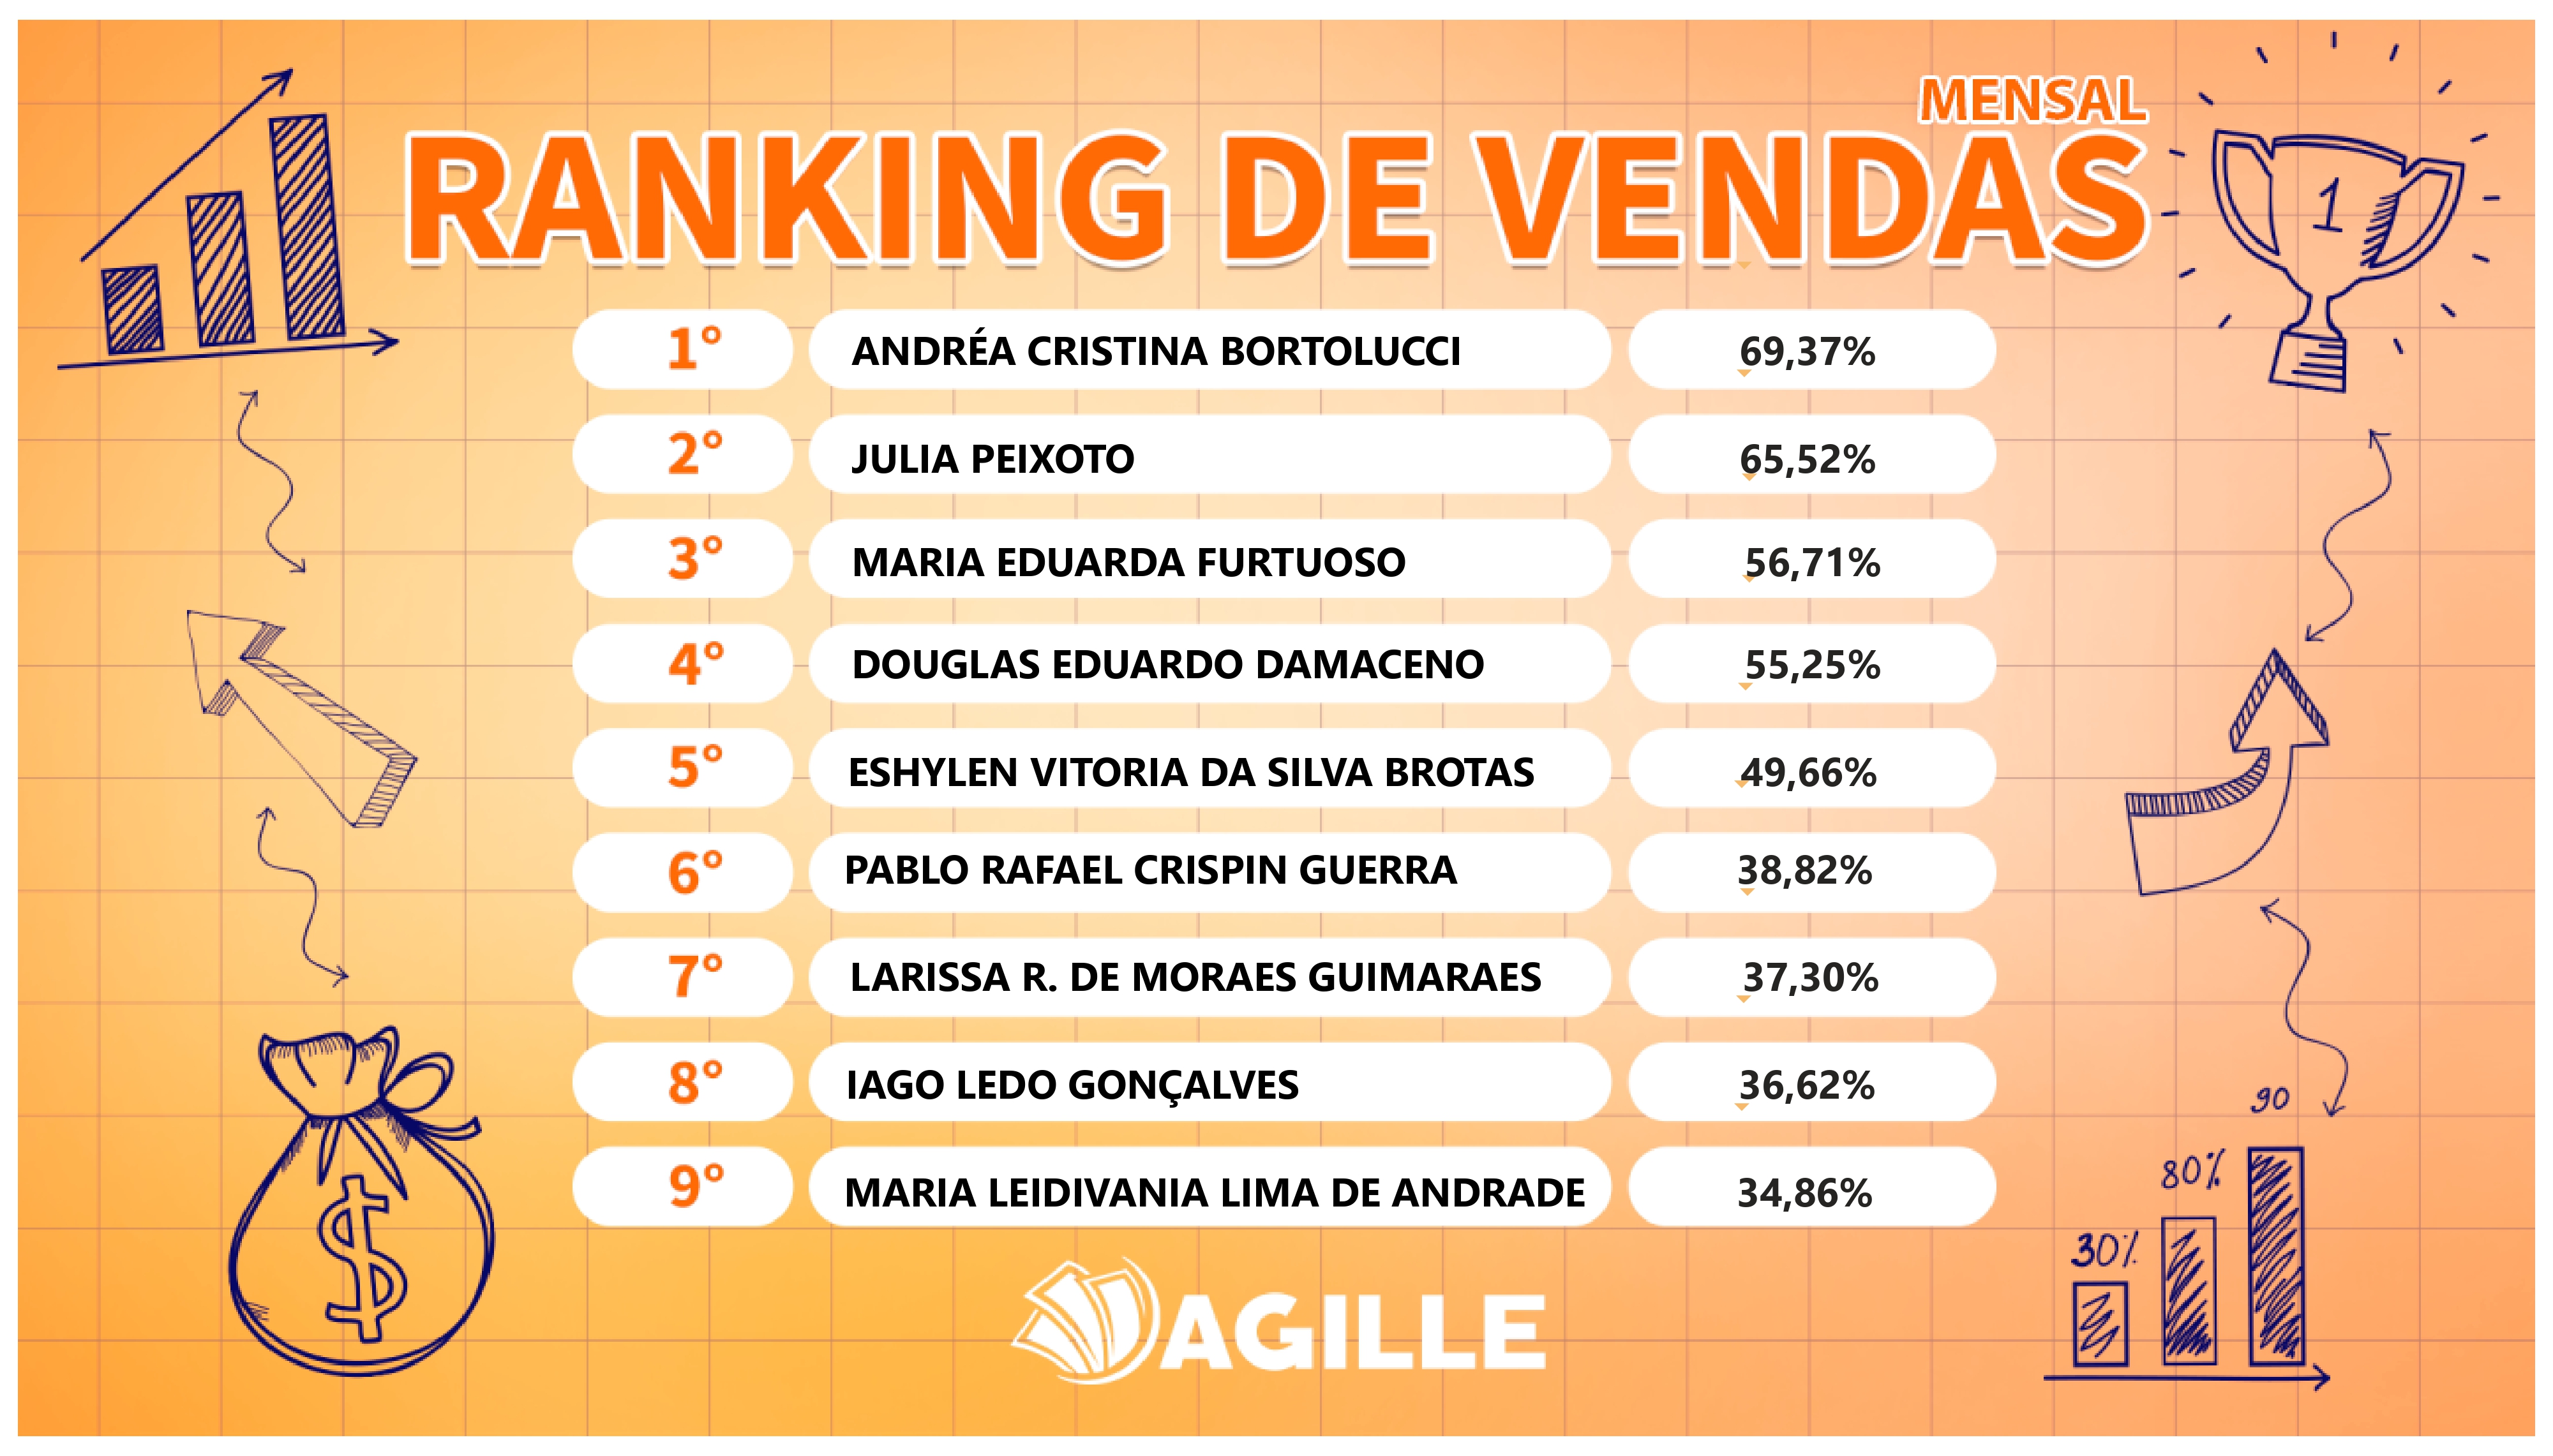 MENSAL
RANKING DE VENDAS
1
1° ANDRÉA CRISTINA BORTOLUCCI 69,37%
2° JULIA PEIXOTO 65,52%
3° MARIA EDUARDA FURTUOSO 56,71%
4° DOUGLAS EDUARDO DAMACENO 55,25%
5° ESHYLEN VITORIA DA SILVA BROTAS 49,66%
6° PABLO RAFAEL CRISPIN GUERRA 38,82%
7° LARISSA R. DE MORAES GUIMARAES 37,30%
8° IAGO LEDO GONÇALVES 36,62%
9° MARIA LEIDIVANIA LIMA DE ANDRADE 34,86%
$
90
80%
30%
AGILLE